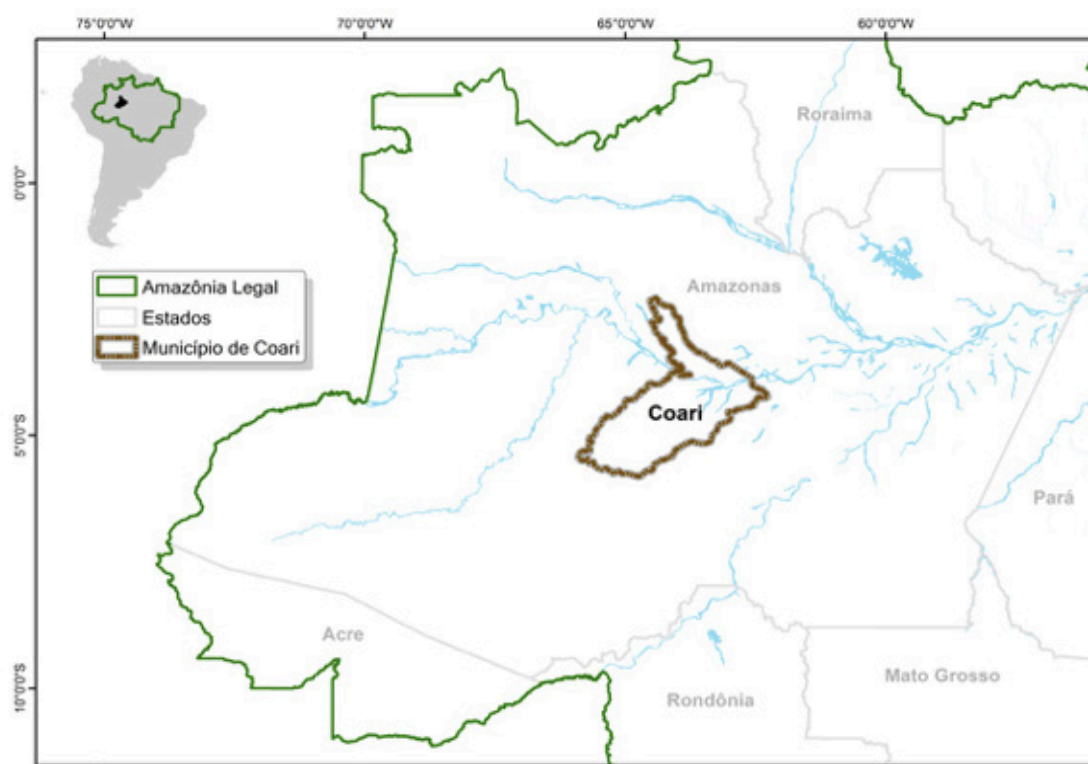 75°0'0"W
70°0'0"W
65°0'0"W
60°0'0"W
0°0'0"
5°0'0"S
10°0'0"S
Roraima
Amazonas
Amazônia Legal
Estados
Município de Coari
Coari
Pará
Acre
Mato Grosso
Rondônia